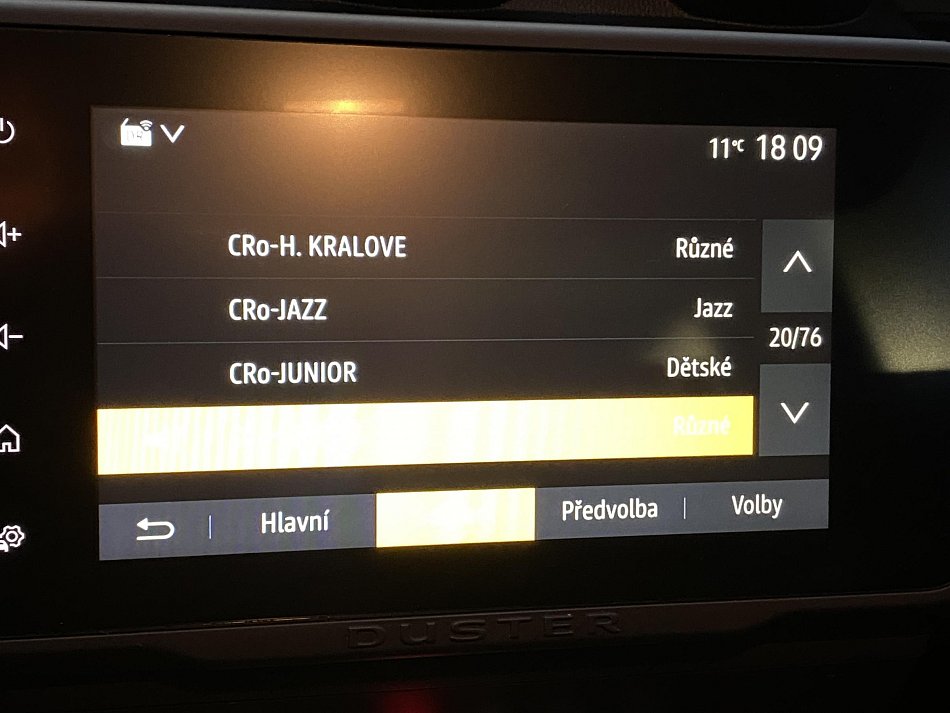 11°C 18 09
CRo-H. KRALOVE Různé
CRo-JAZZ Jazz
20/76
CRo-JUNIOR Dětské
Různé
Hlavní Předvolba Volby
DUSTER